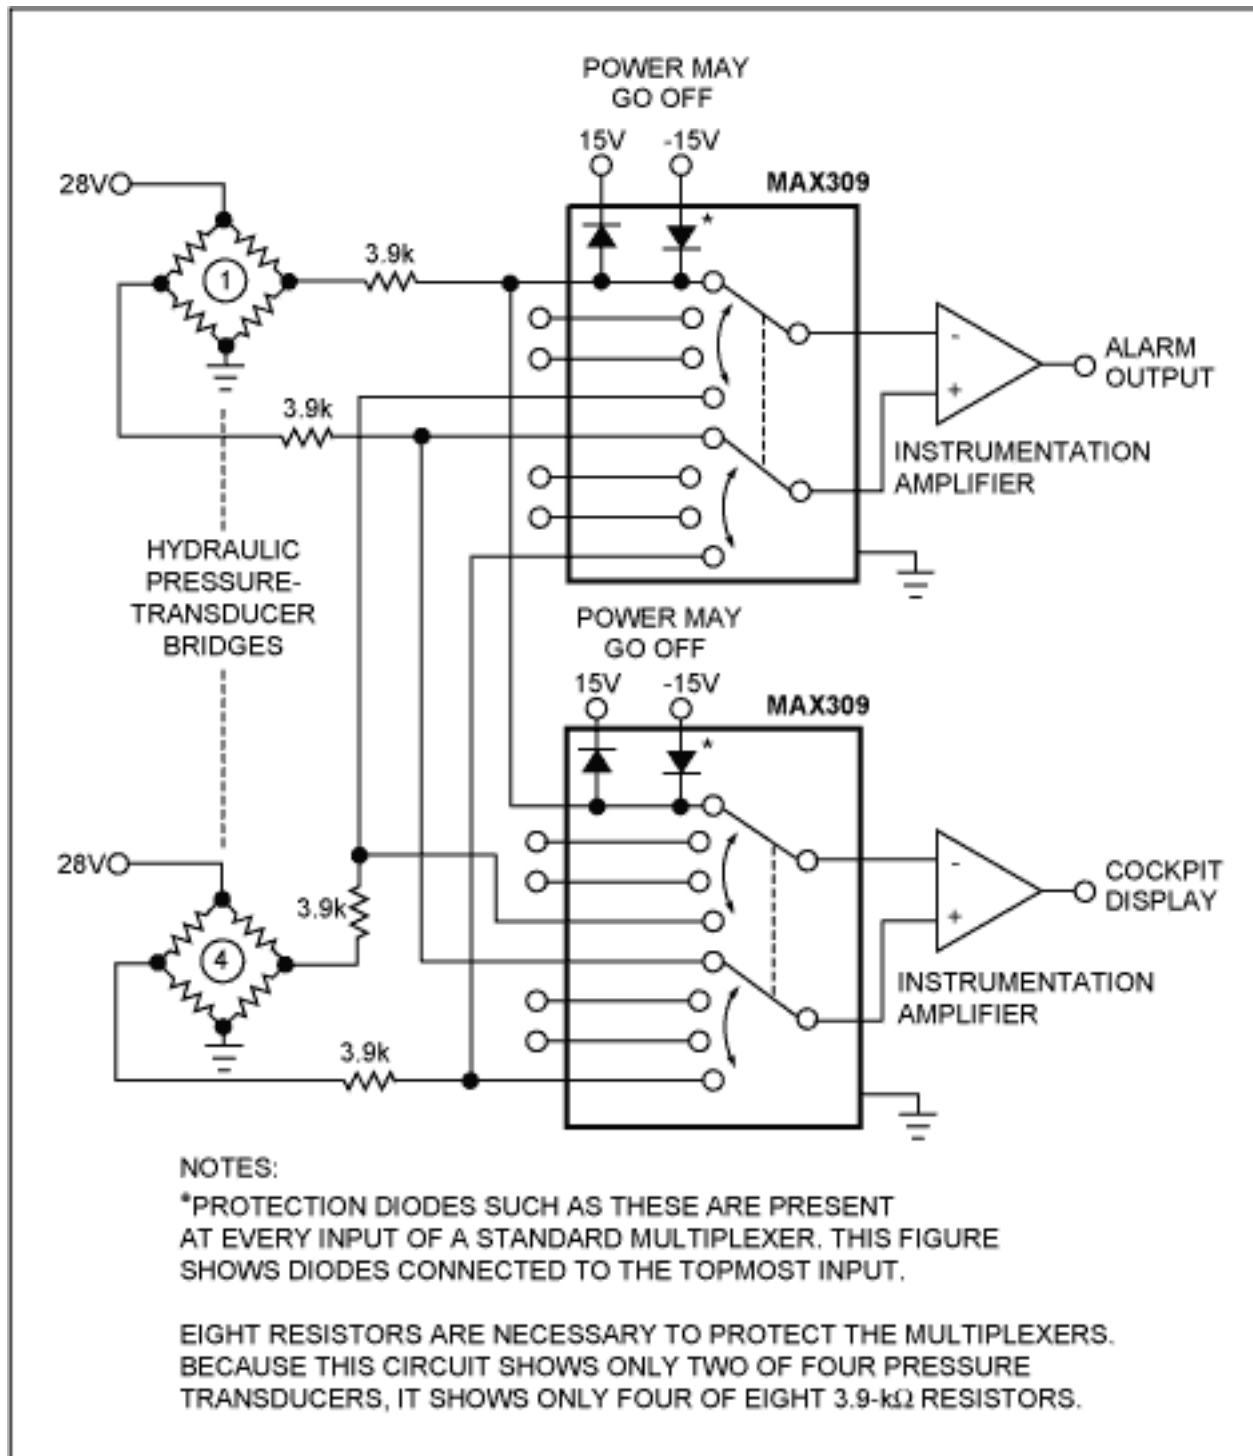 POWER MAY
GO OFF
15V
-15V
MAX309
*
28V
1
3.9k
-
+
ALARM
OUTPUT
INSTRUMENTATION
AMPLIFIER
3.9k
HYDRAULIC
PRESSURE-
TRANSDUCER
BRIDGES
POWER MAY
GO OFF
15V
-15V
MAX309
*
28V
4
3.9k
3.9k
-
+
COCKPIT
DISPLAY
INSTRUMENTATION
AMPLIFIER
NOTES:
*PROTECTION DIODES SUCH AS THESE ARE PRESENT
AT EVERY INPUT OF A STANDARD MULTIPLEXER. THIS FIGURE
SHOWS DIODES CONNECTED TO THE TOPMOST INPUT.
EIGHT RESISTORS ARE NECESSARY TO PROTECT THE MULTIPLEXERS.
BECAUSE THIS CIRCUIT SHOWS ONLY TWO OF FOUR PRESSURE
TRANSDUCERS, IT SHOWS ONLY FOUR OF EIGHT 3.9-kΩ RESISTORS.